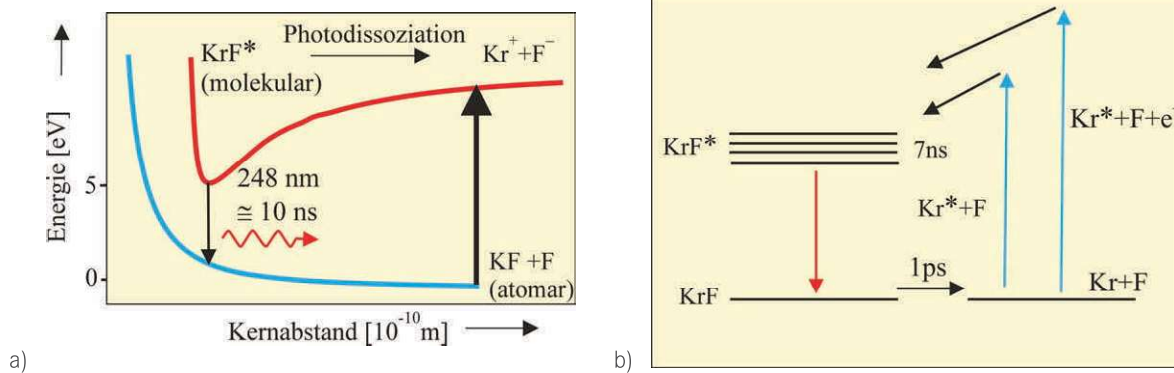 Photodissoziation
KrF*
(molekular)
Kr⁺+F⁻
Energie [eV]
5
0
248 nm
≅ 10 ns
KF +F
(atomar)
Kernabstand [10⁻¹⁰m]
a)
KrF*
7ns
Kr*+F+e
Kr*+F
1ps
KrF
Kr+F
b)